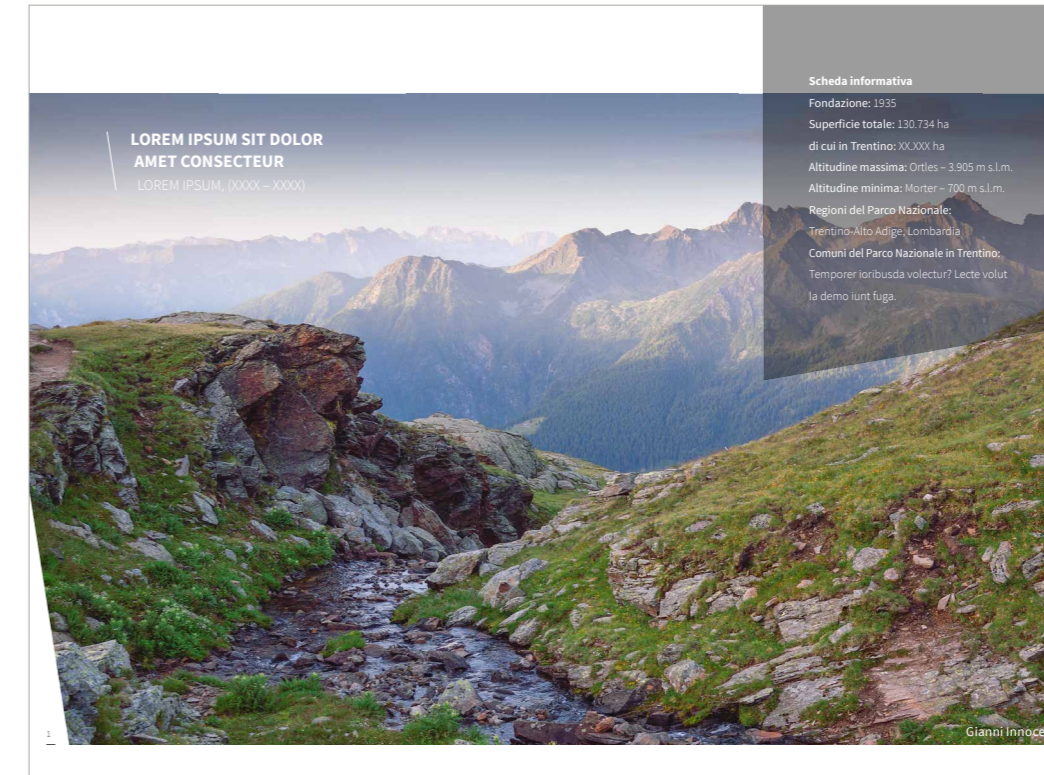 LOREM IPSUM SIT DOLOR
AMET CONSECTEUR
LOREM IPSUM, (XXXX – XXXX)
Scheda informativa
Fondazione: 1935
Superficie totale: 130.734 ha
di cui in Trentino: XX.XXX ha
Altitudine massima: Ortles – 3.905 m s.l.m.
Altitudine minima: Morter – 700 m s.l.m.
Regioni del Parco Nazionale:
Trentino-Alto Adige, Lombardia
Comuni del Parco Nazionale in Trentino:
Temporer ioribusda volectur? Lecte volut
la demo iunt fuga.
1
Gianni Innoce